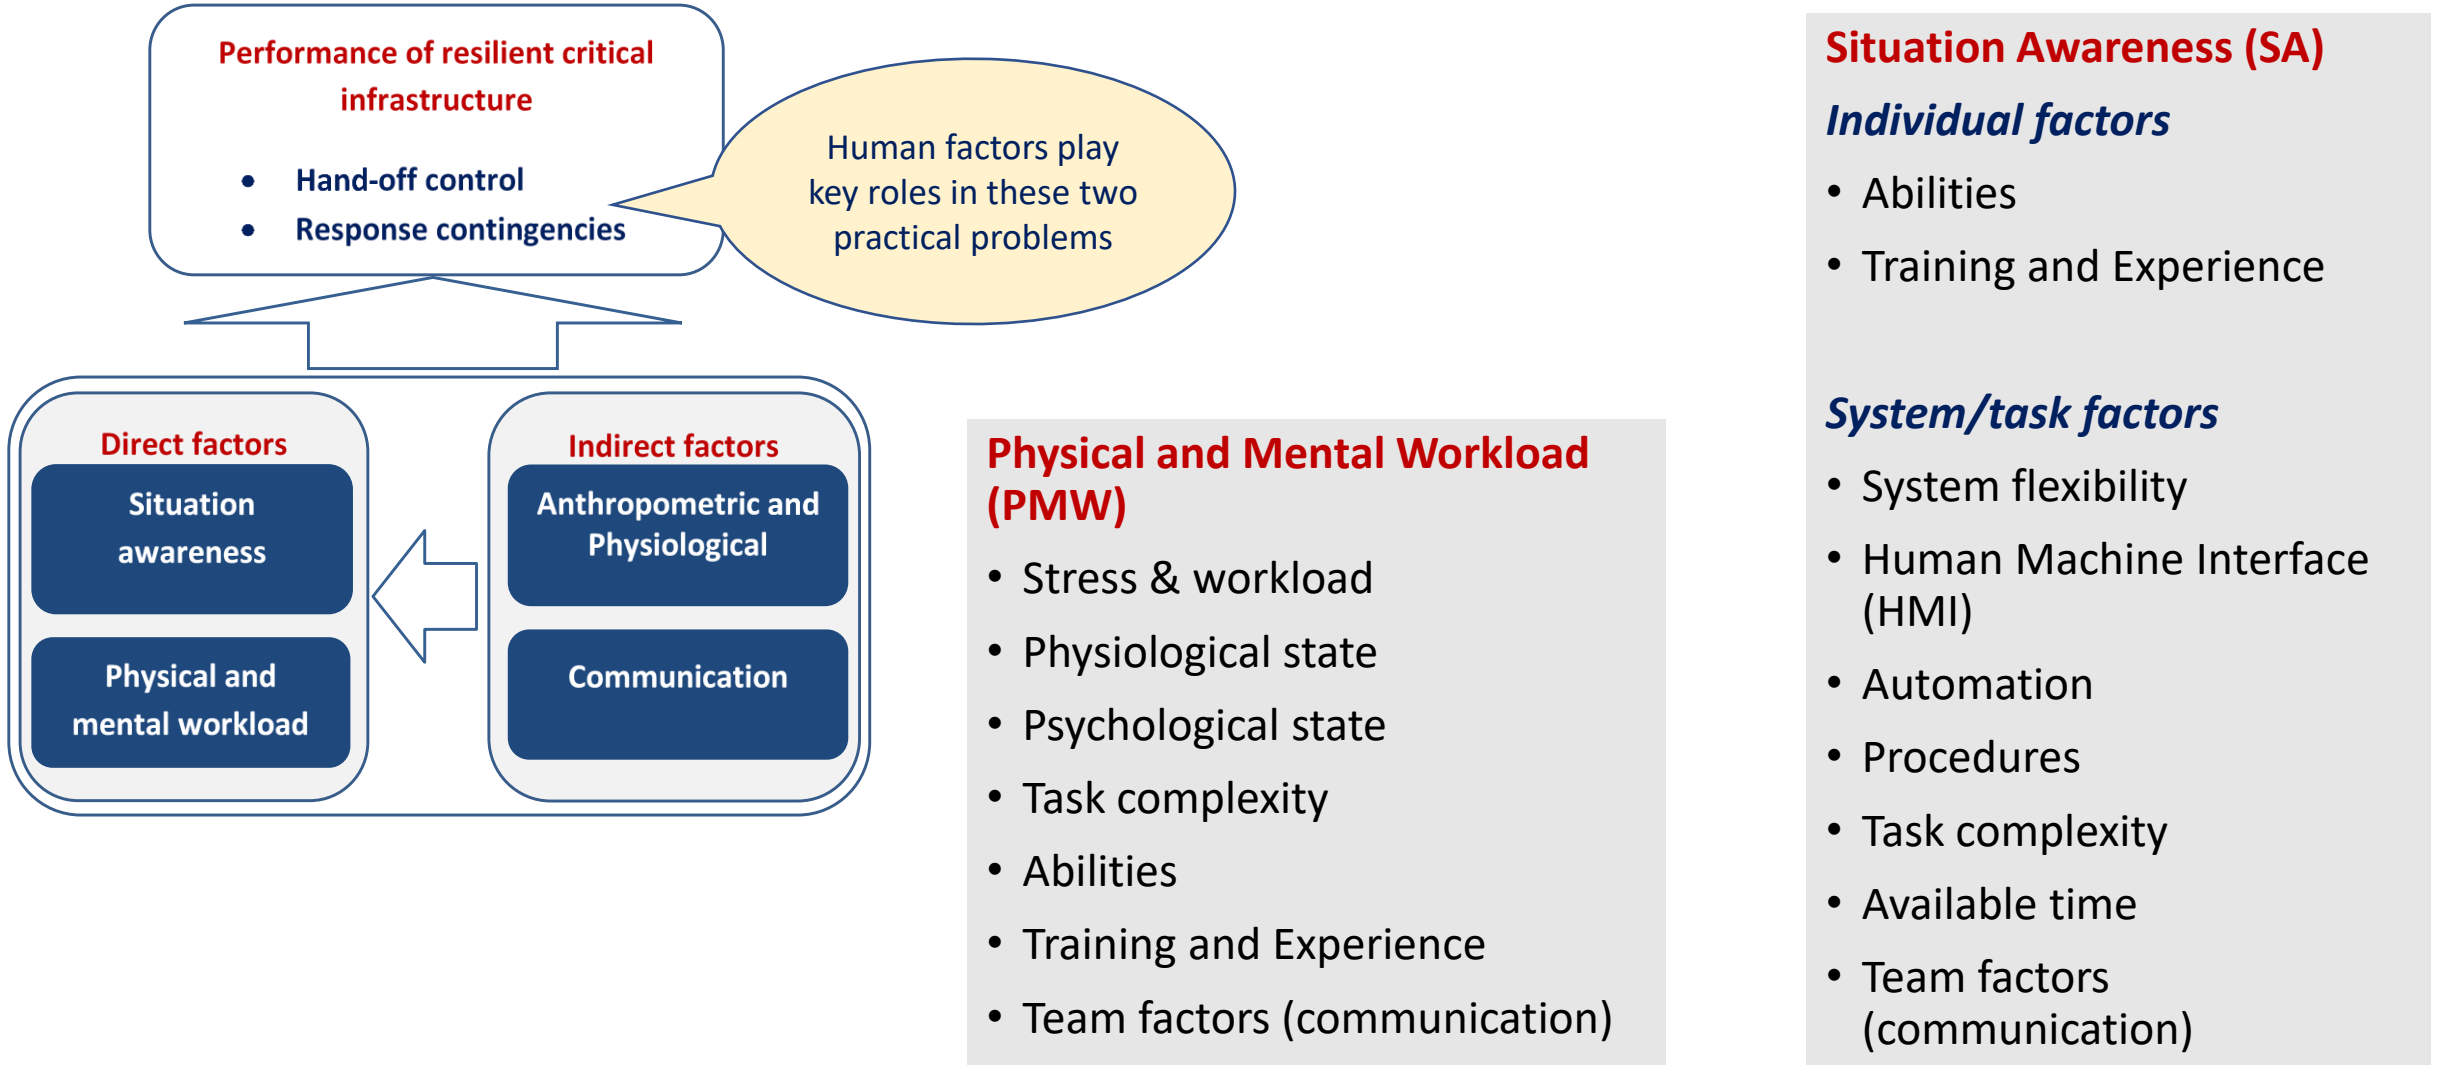 Performance of resilient critical
infrastructure
• Hand-off control
• Response contingencies
Human factors play
key roles in these two
practical problems
Direct factors
Situation
awareness
Physical and
mental workload
Indirect factors
Anthropometric and
Physiological
Communication
Physical and Mental Workload
(PMW)
• Stress & workload
• Physiological state
• Psychological state
• Task complexity
• Abilities
• Training and Experience
• Team factors (communication)
Situation Awareness (SA)
Individual factors
• Abilities
• Training and Experience
System/task factors
• System flexibility
• Human Machine Interface
(HMI)
• Automation
• Procedures
• Task complexity
• Available time
• Team factors
(communication)